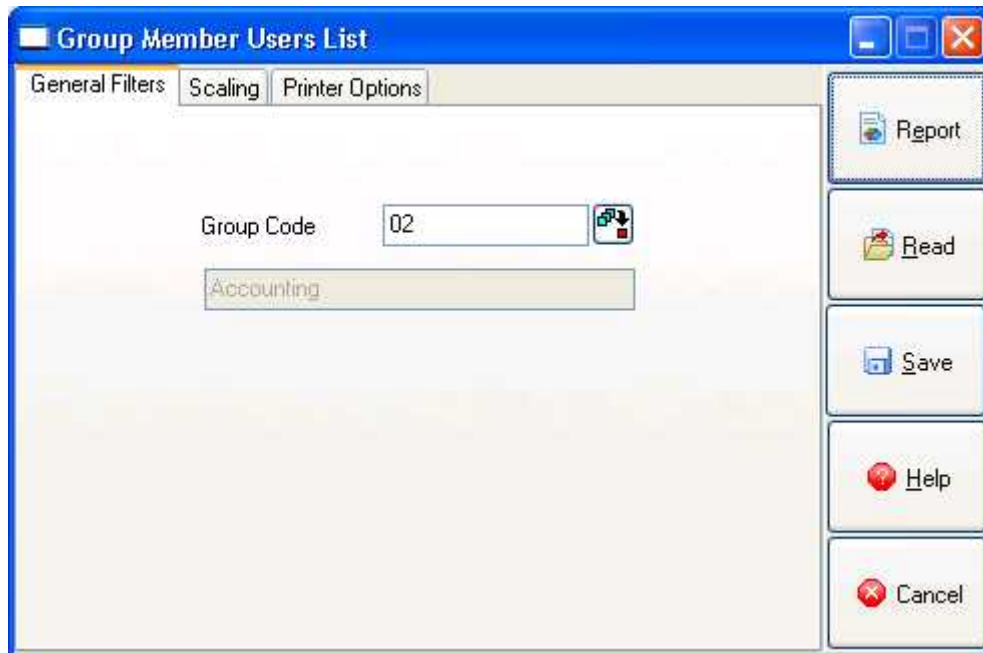 Group Member Users List
General Filters
Scaling
Printer Options
Group Code
02
Accounting
Report
Read
Save
Help
Cancel